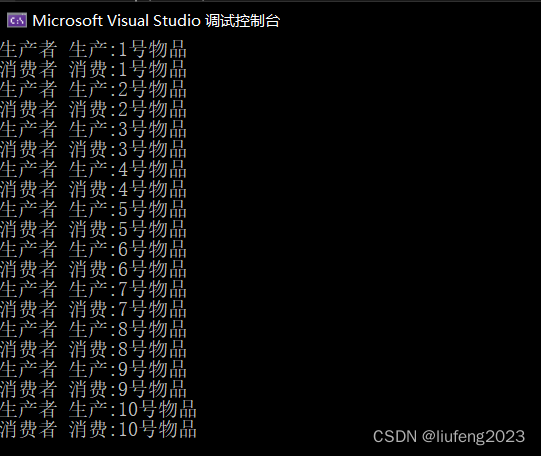 Microsoft Visual Studio 调试控制台
生产者 生产:1号物品
消费者 消费:1号物品
生产者 生产:2号物品
消费者 消费:2号物品
生产者 生产:3号物品
消费者 消费:3号物品
生产者 生产:4号物品
消费者 消费:4号物品
生产者 生产:5号物品
消费者 消费:5号物品
生产者 生产:6号物品
消费者 消费:6号物品
生产者 生产:7号物品
消费者 消费:7号物品
生产者 生产:8号物品
消费者 消费:8号物品
生产者 生产:9号物品
消费者 消费:9号物品
生产者 生产:10号物品
消费者 消费:10号物品
CSDN @liufeng2023